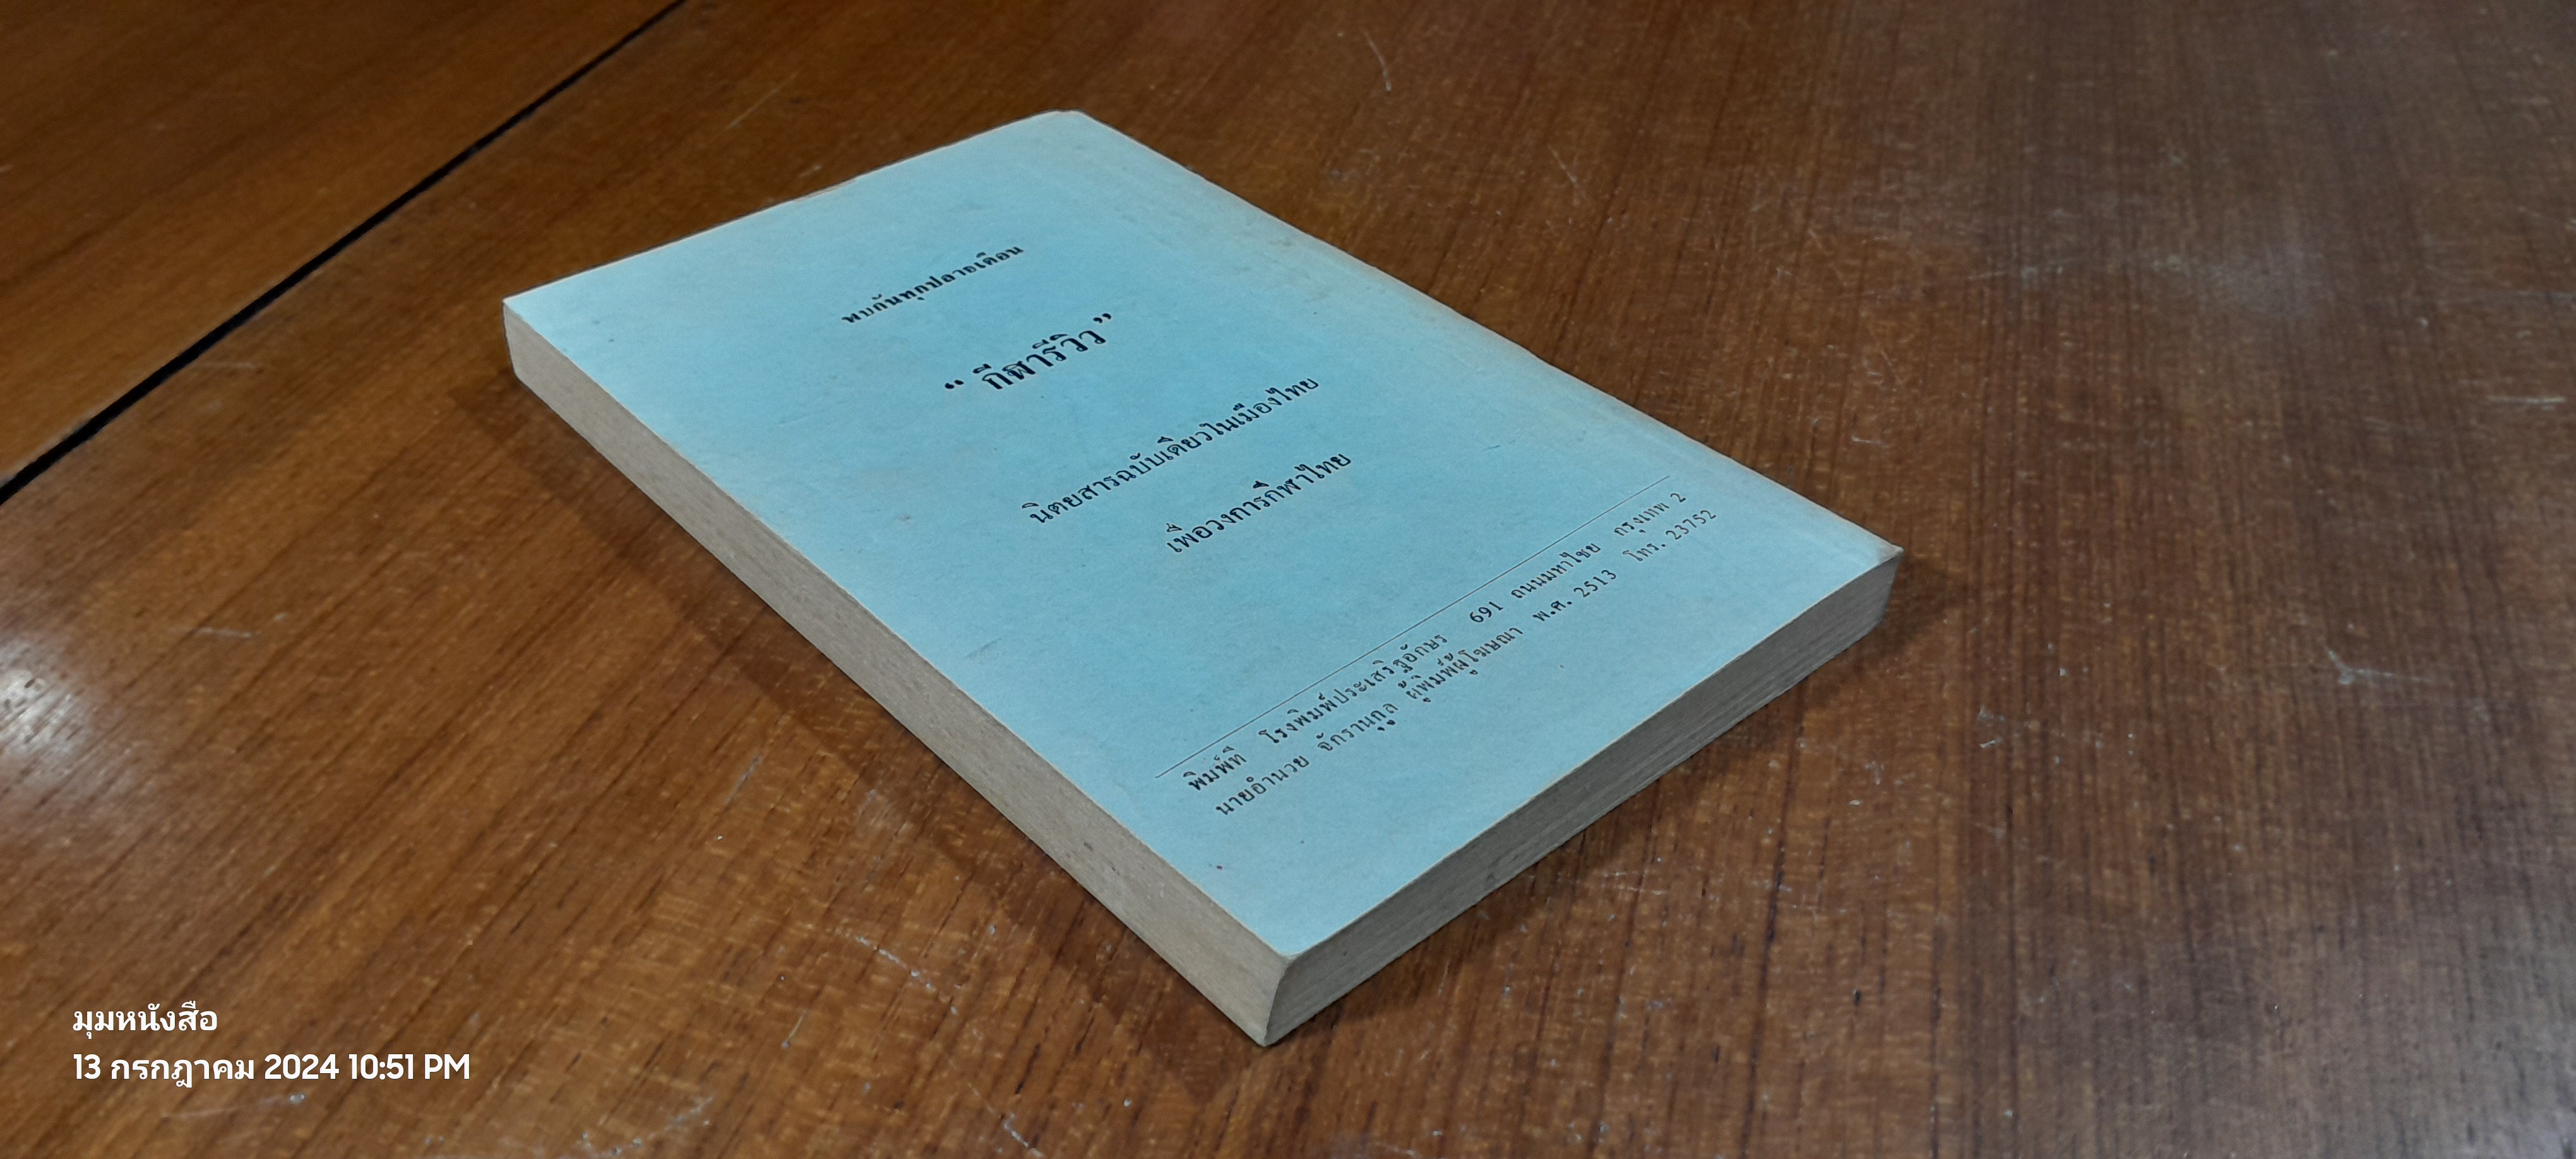 พบกันทุกปลายเดือน
“ กีฬารีวิว”
นิตยสารฉบับเดียวในเมืองไทย
เพื่อวงการกีฬาไทย
พิมพ์ที่ โรงพิมพ์ประเสริฐอักษร 691 ถนนมหาไชย กรุงเทพ 2
นายอำนวย จักรานุกุล ผู้พิมพ์ผู้โฆษณา พ.ศ. 2513 โทร. 23752
มุมหนังสือ
13 กรกฎาคม 2024 10:51 PM